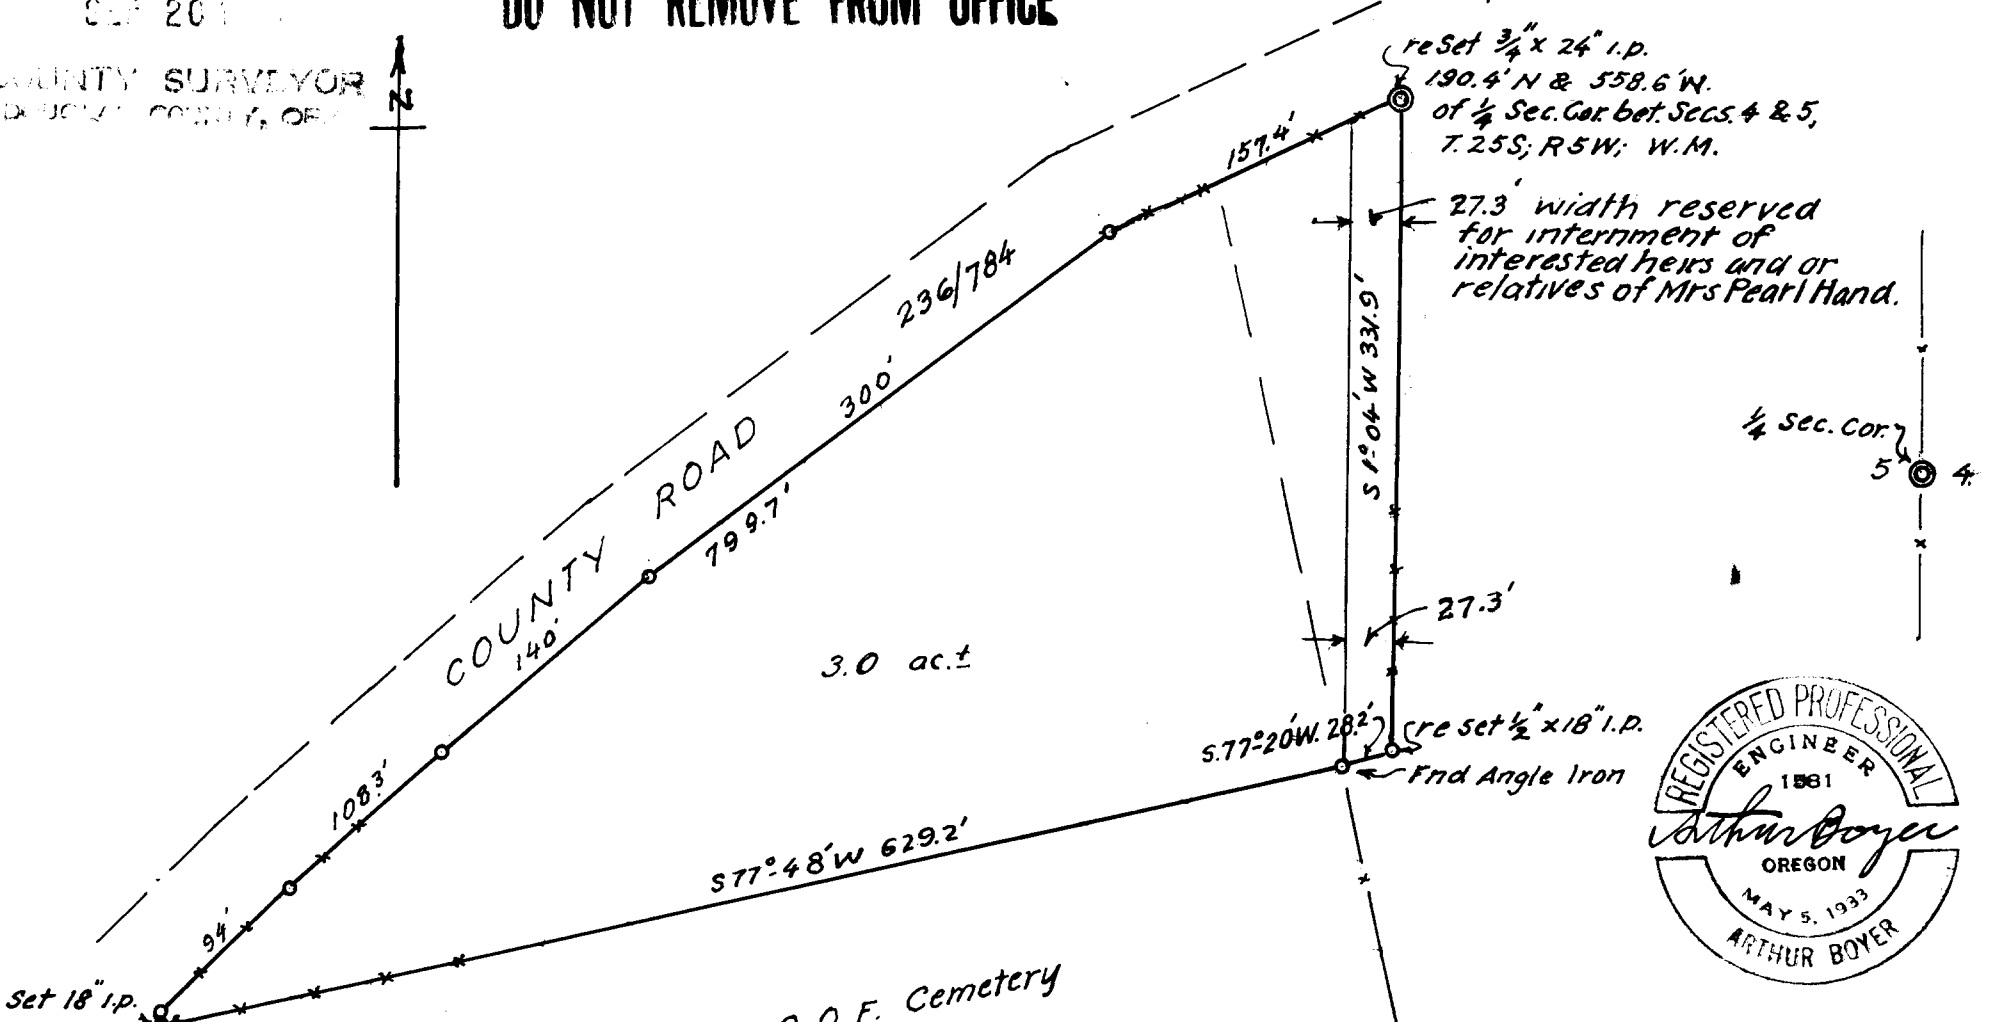 DO NOT REMOVE FROM OFFICE
COUNTY SURVEYOR
N
reset 3/4" x 24" i.p.
190.4' N & 558.6' W.
of 1/4 Sec. Cor. bet. Secs. 4 & 5,
T. 25 S; R 5 W; W.M.
157.4'
27.3' width reserved
for internment of
interested heirs and or
relatives of Mrs Pearl Hand.
236/784
300'
S 1°-04' W 331.9'
COUNTY ROAD
799.7'
1/4 Sec. Cor.
5 4
27.3'
140'
3.0 ac.±
S. 77°-20' W. 28.2'
re set 1/2" x 18" i.p.
Fnd Angle Iron
108.3'
S 77°-48' W 629.2'
94'
Set 18" i.p.
O. F. Cemetery
REGISTERED PROFESSIONAL
ENGINEER
1581
Arthur Boyer
OREGON
MAY 5, 1933
ARTHUR BOYER